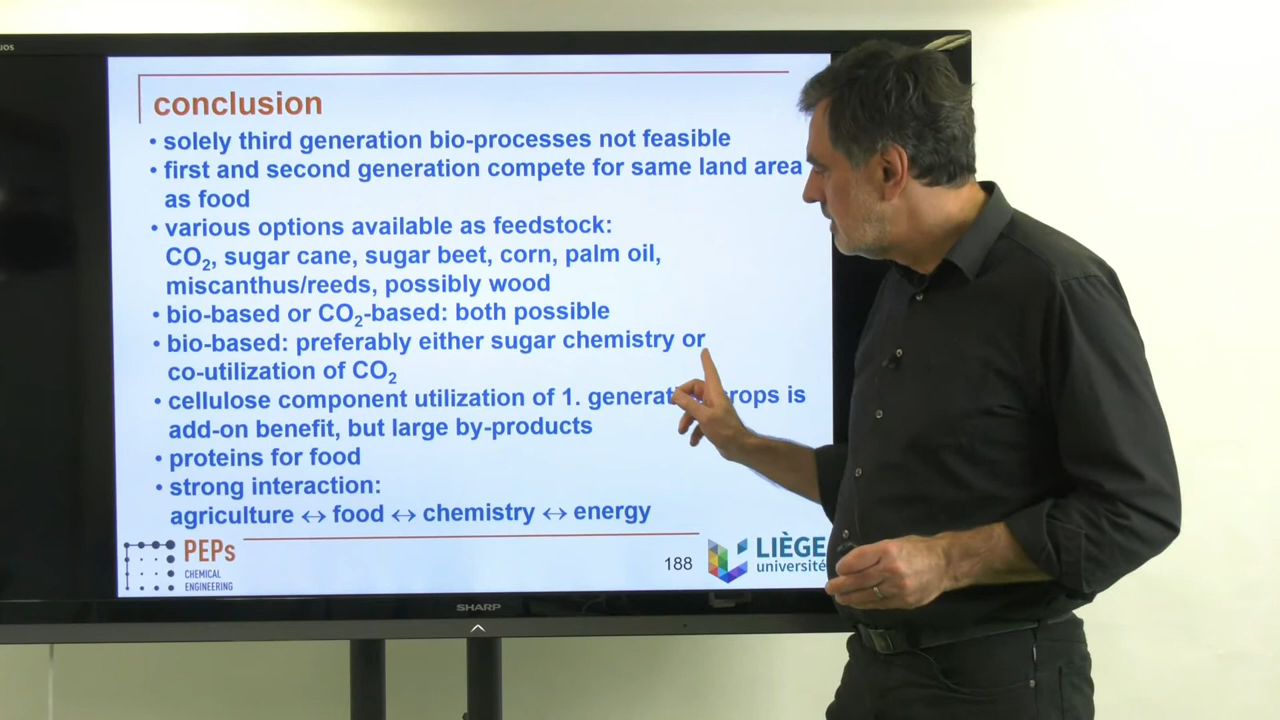 conclusion
• solely third generation bio-processes not feasible
• first and second generation compete for same land area
as food
• various options available as feedstock:
CO₂, sugar cane, sugar beet, corn, palm oil,
miscanthus/reeds, possibly wood
• bio-based or CO₂-based: both possible
• bio-based: preferably either sugar chemistry or
co-utilization of CO₂
• cellulose component utilization of 1. is
add-on benefit, but large by-products
• proteins for food
• strong interaction:
agriculture ↔ food ↔ chemistry ↔ energy
PEPs
CHEMICAL
ENGINEERING
188
LIÈGE
université
SHARP